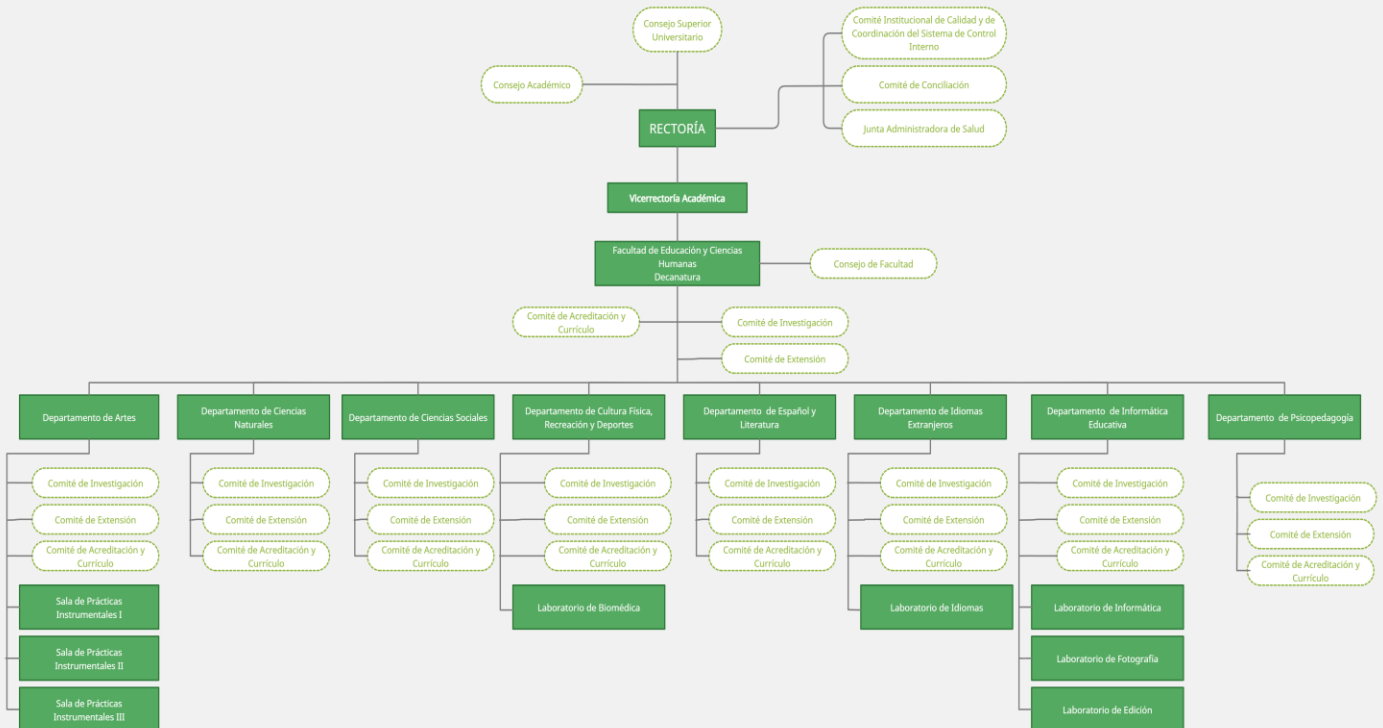 Consejo Superior
Universitario
Comité Institucional de Calidad y de
Coordinación del Sistema de Control
Interno
Consejo Académico
Comité de Conciliación
RECTORÍA
Junta Administradora de Salud
Vicerrectoría Académica
Facultad de Educación y Ciencias
Humanas
Decanatura
Consejo de Facultad
Comité de Acreditación y
Currículo
Comité de Investigación
Comité de Extensión
Departamento de Artes
Departamento de Ciencias
Naturales
Departamento de Ciencias Sociales
Departamento de Cultura Física,
Recreación y Deportes
Departamento de Español y
Literatura
Departamento de Idiomas
Extranjeros
Departamento de Informática
Educativa
Departamento de Psicopedagogía
Comité de Investigación
Comité de Extensión
Comité de Acreditación y
Currículo
Sala de Prácticas
Instrumentales I
Sala de Prácticas
Instrumentales II
Sala de Prácticas
Instrumentales III
Comité de Investigación
Comité de Extensión
Comité de Acreditación y
Currículo
Comité de Investigación
Comité de Extensión
Comité de Acreditación y
Currículo
Comité de Investigación
Comité de Extensión
Comité de Acreditación y
Currículo
Laboratorio de Biomédica
Comité de Investigación
Comité de Extensión
Comité de Acreditación y
Currículo
Comité de Investigación
Comité de Extensión
Comité de Acreditación y
Currículo
Laboratorio de Idiomas
Comité de Investigación
Comité de Extensión
Comité de Acreditación y
Currículo
Laboratorio de Informática
Laboratorio de Fotografía
Laboratorio de Edición
Comité de Investigación
Comité de Extensión
Comité de Acreditación y
Currículo